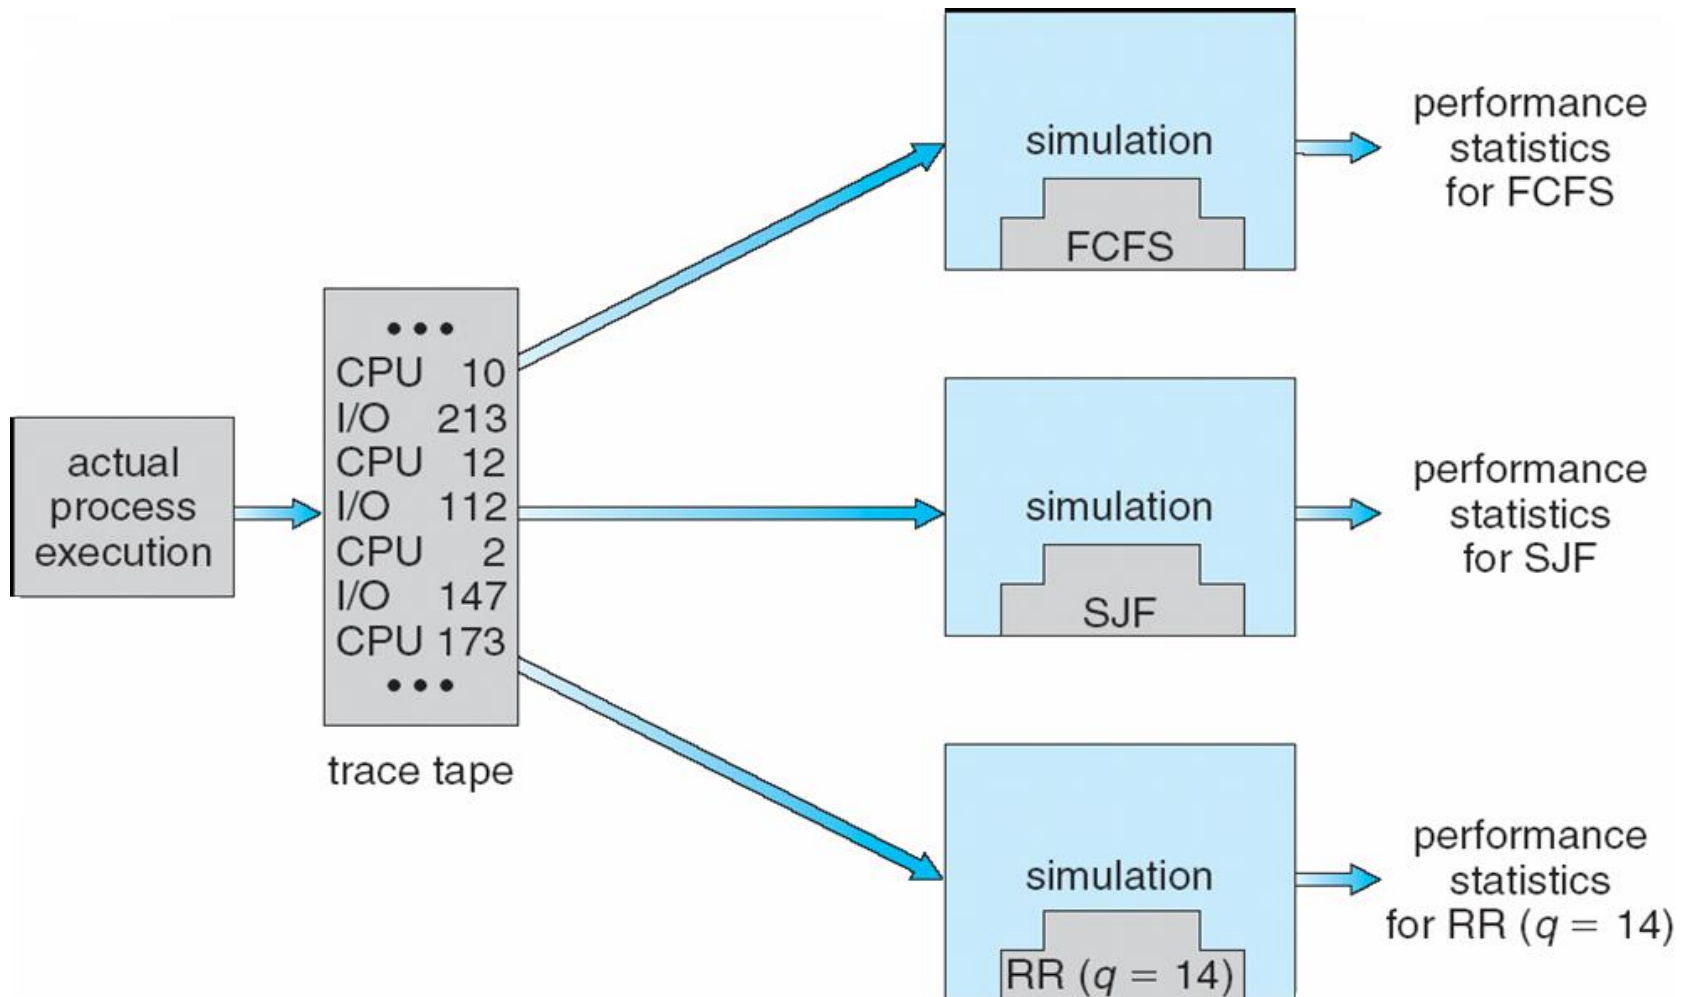 actual
process
execution
•••
CPU 10
I/O 213
CPU 12
I/O 112
CPU 2
I/O 147
CPU 173
•••
trace tape
simulation
FCFS
performance
statistics
for FCFS
simulation
SJF
performance
statistics
for SJF
simulation
RR (q = 14)
performance
statistics
for RR (q = 14)